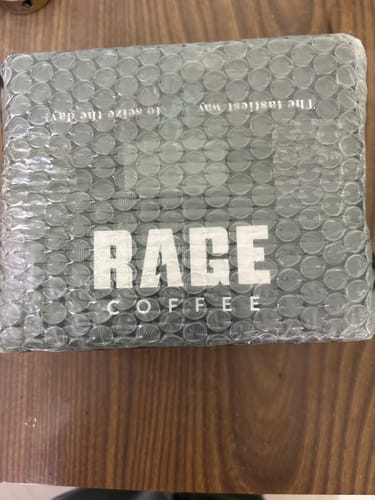 The tastiest way to seize the day!
RAGE
COFFEE